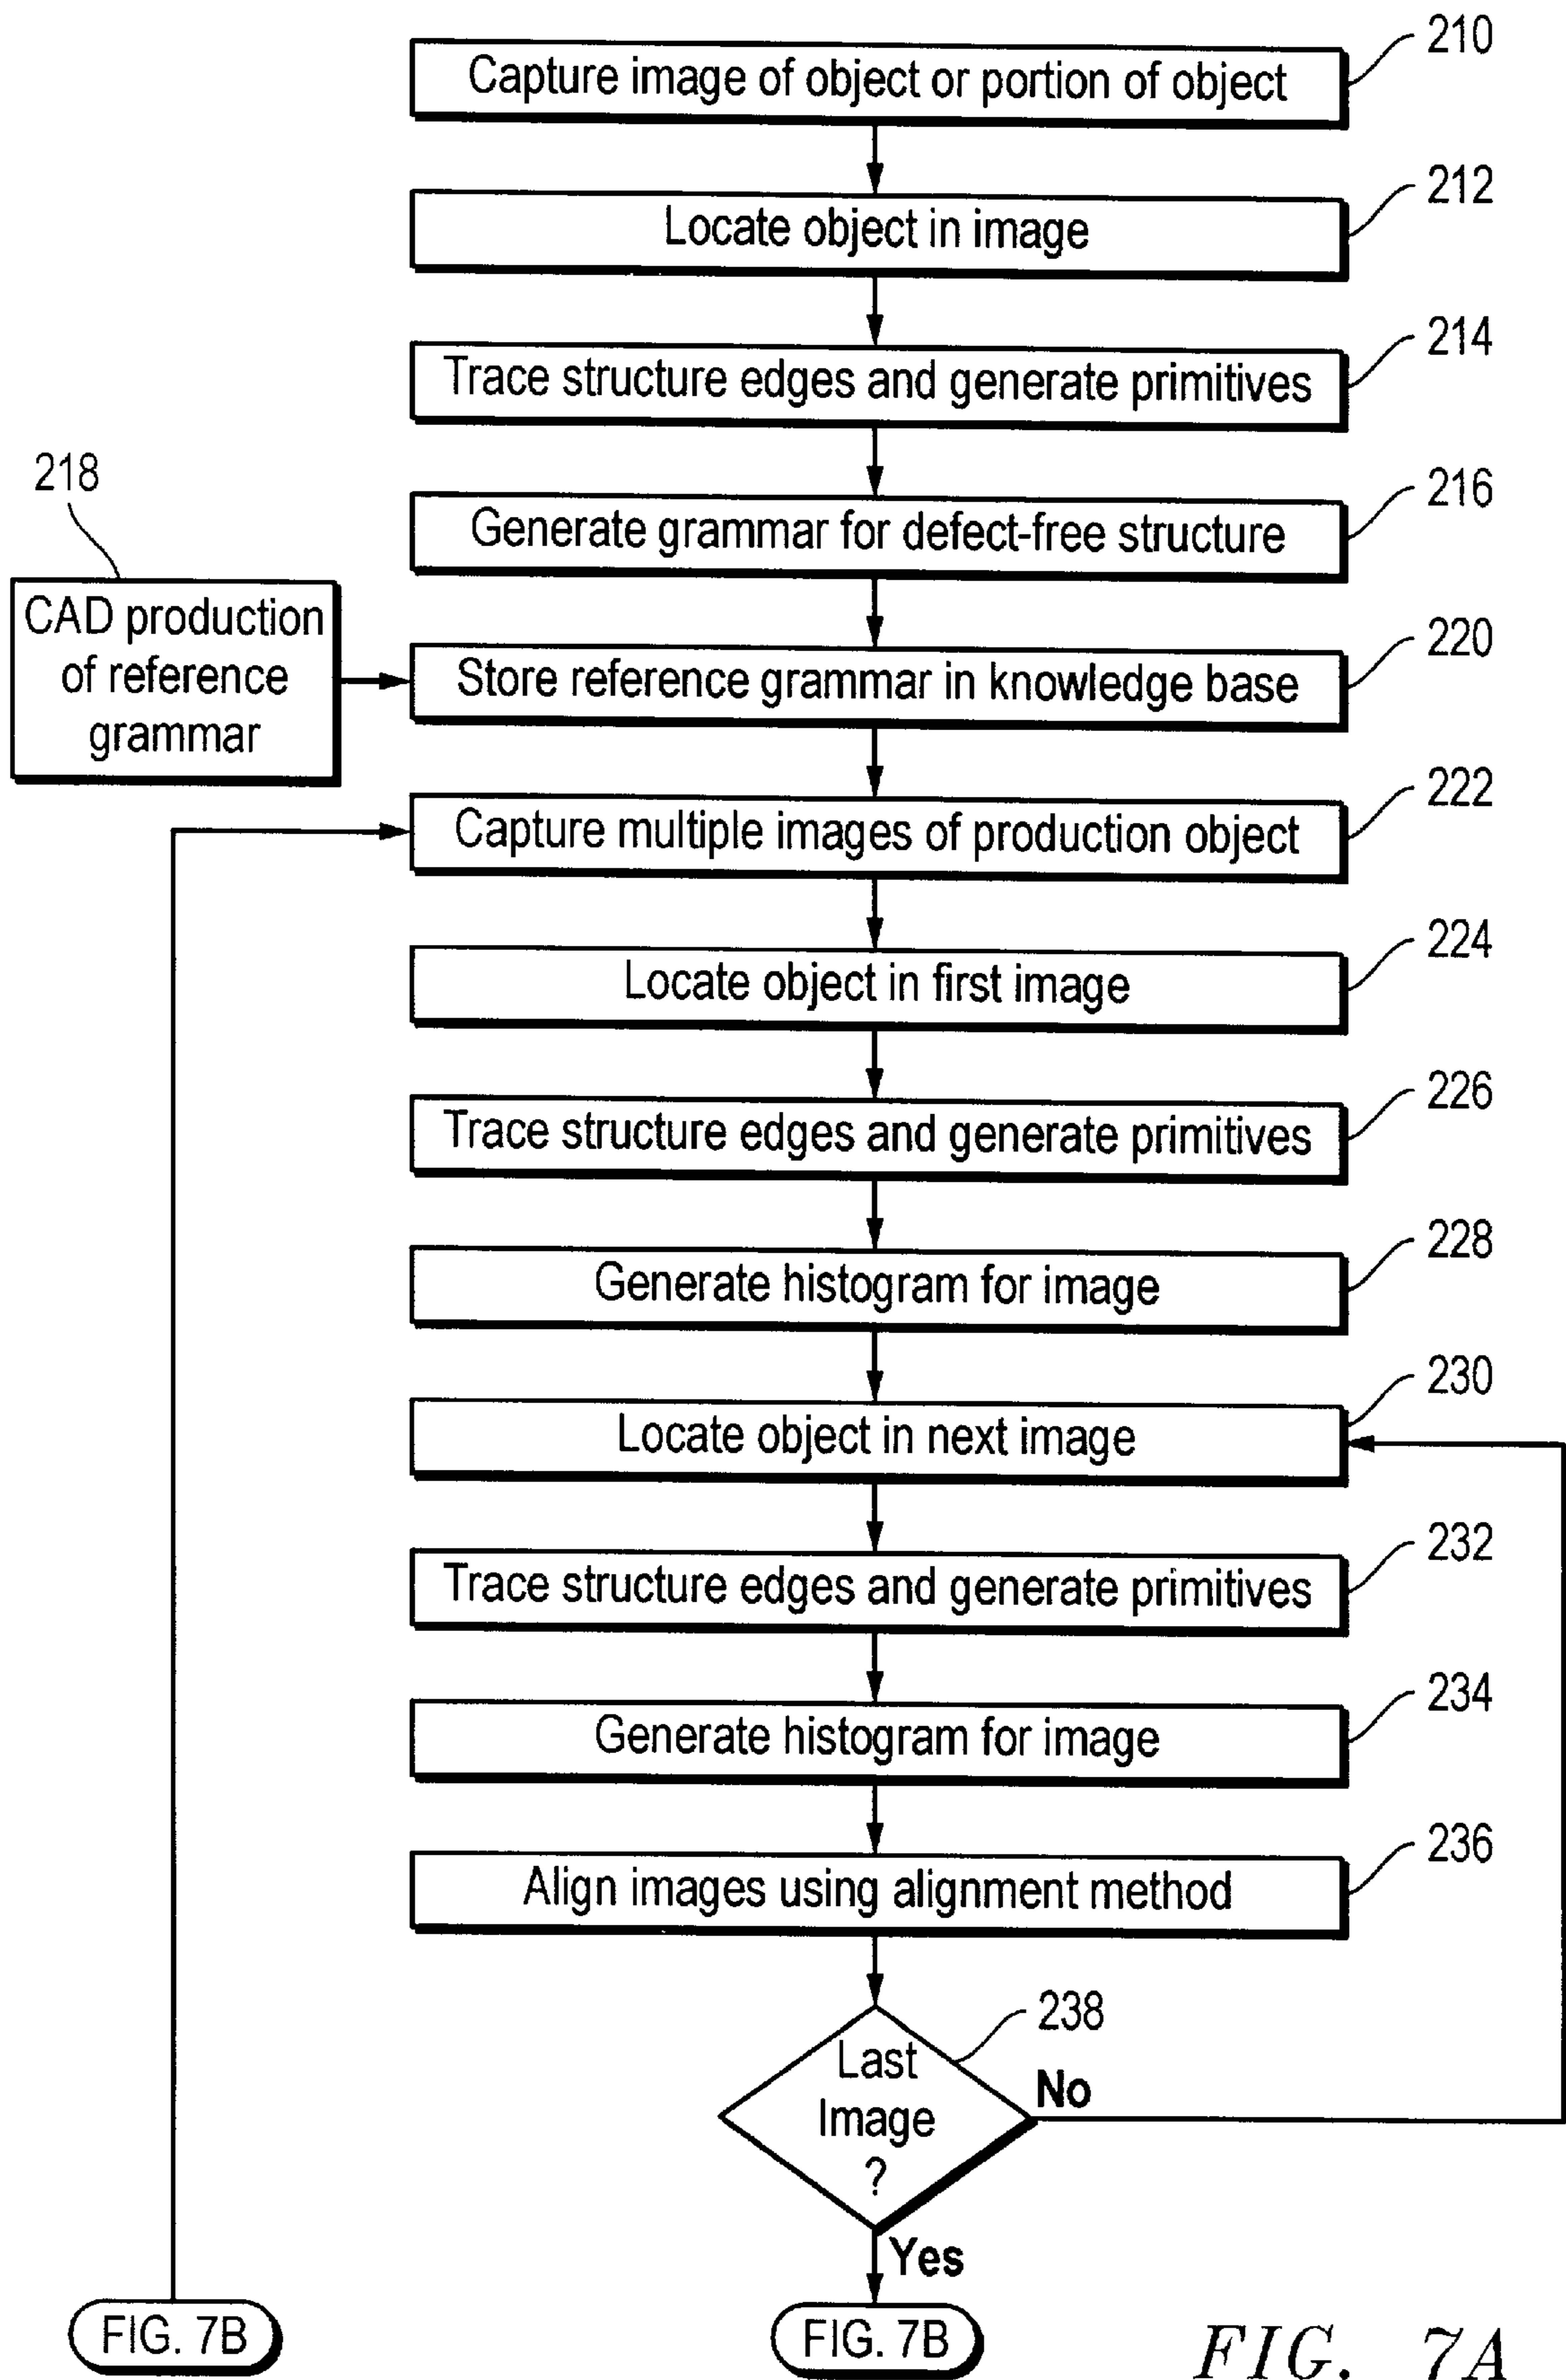 210
Capture image of object or portion of object
212
Locate object in image
214
Trace structure edges and generate primitives
216
Generate grammar for defect-free structure
218
CAD production
of reference
grammar
220
Store reference grammar in knowledge base
222
Capture multiple images of production object
224
Locate object in first image
226
Trace structure edges and generate primitives
228
Generate histogram for image
230
Locate object in next image
232
Trace structure edges and generate primitives
234
Generate histogram for image
236
Align images using alignment method
238
Last
Image
?
No
Yes
FIG. 7B
FIG. 7B
FIG. 7A